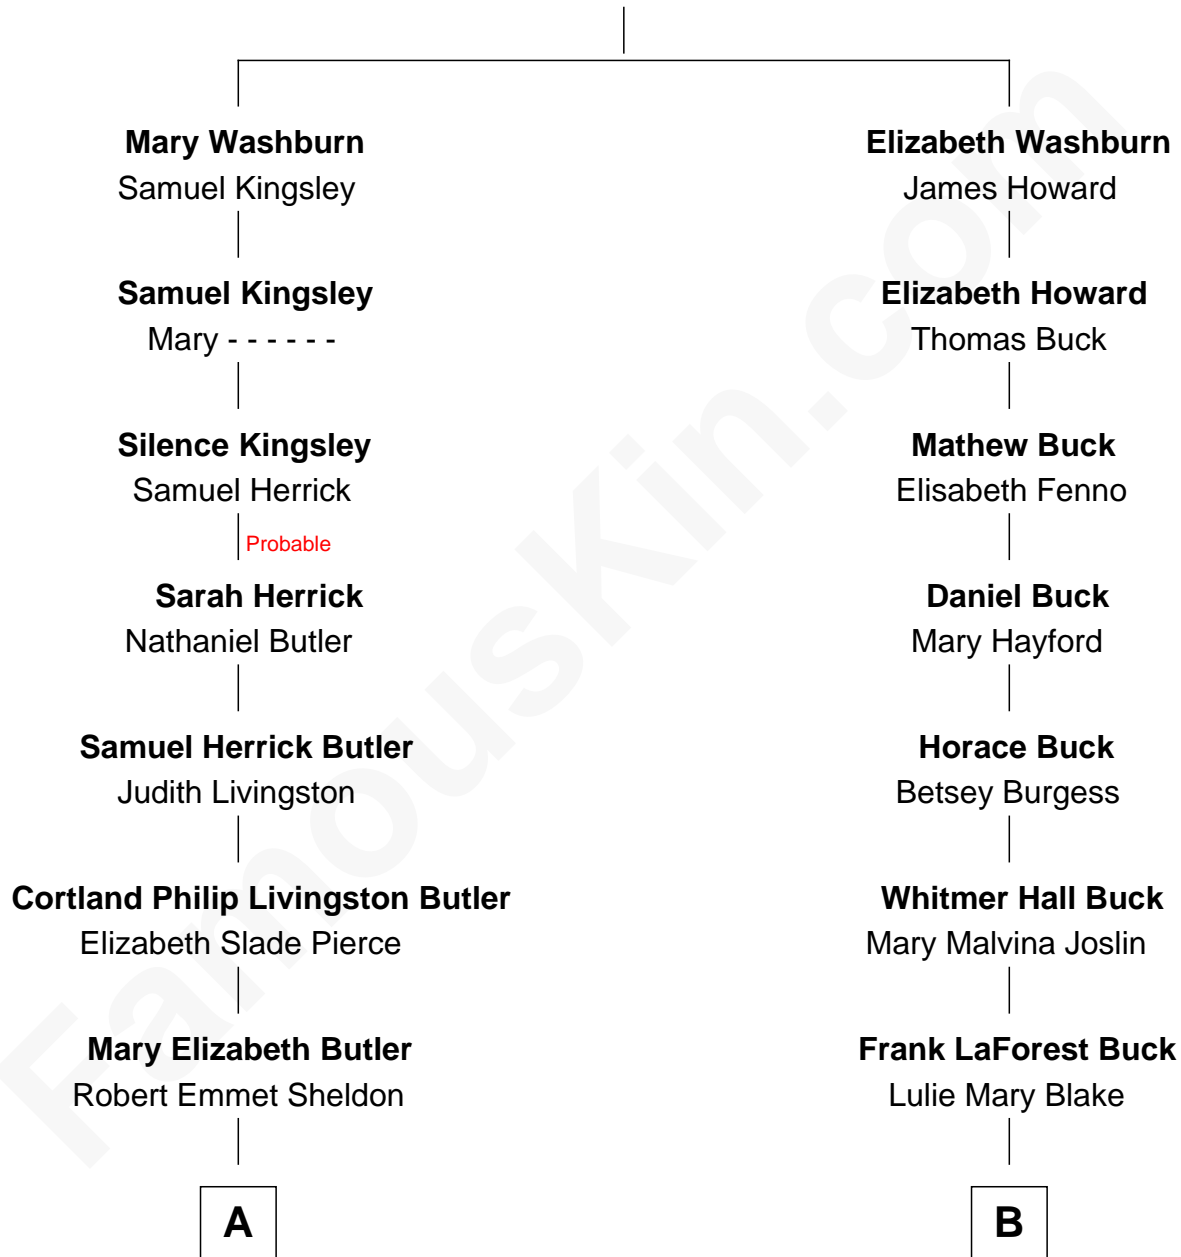 Mary Washburn
Samuel Kingsley
Elizabeth Washburn
James Howard
Samuel Kingsley
Mary - - - - - -
Elizabeth Howard
Thomas Buck
Silence Kingsley
Samuel Herrick
Mathew Buck
Elisabeth Fenno
Probable
Sarah Herrick
Nathaniel Butler
Daniel Buck
Mary Hayford
Samuel Herrick Butler
Judith Livingston
Horace Buck
Betsey Burgess
Cortland Philip Livingston Butler
Elizabeth Slade Pierce
Whitmer Hall Buck
Mary Malvina Joslin
Mary Elizabeth Butler
Robert Emmet Sheldon
Frank LaForest Buck
Lulie Mary Blake
A
B
FamousKin.com